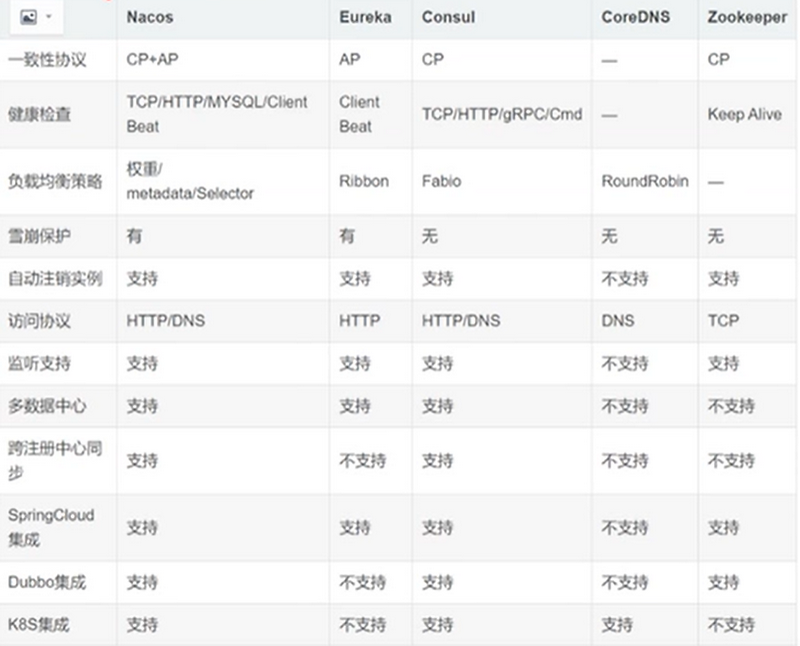 Nacos Eureka Consul CoreDNS Zookeeper
一致性协议 CP+AP AP CP — CP
健康检查 TCP/HTTP/MYSQL/Client Beat Client Beat TCP/HTTP/gRPC/Cmd — Keep Alive
负载均衡策略 权重/metadata/Selector Ribbon Fabio RoundRobin —
雪崩保护 有 有 无 无 无
自动注销实例 支持 支持 支持 不支持 支持
访问协议 HTTP/DNS HTTP HTTP/DNS DNS TCP
监听支持 支持 支持 支持 不支持 支持
多数据中心 支持 支持 支持 不支持 不支持
跨注册中心同步 支持 不支持 支持 不支持 不支持
SpringCloud集成 支持 支持 支持 不支持 支持
Dubbo集成 支持 不支持 支持 不支持 支持
K8S集成 支持 不支持 支持 支持 不支持